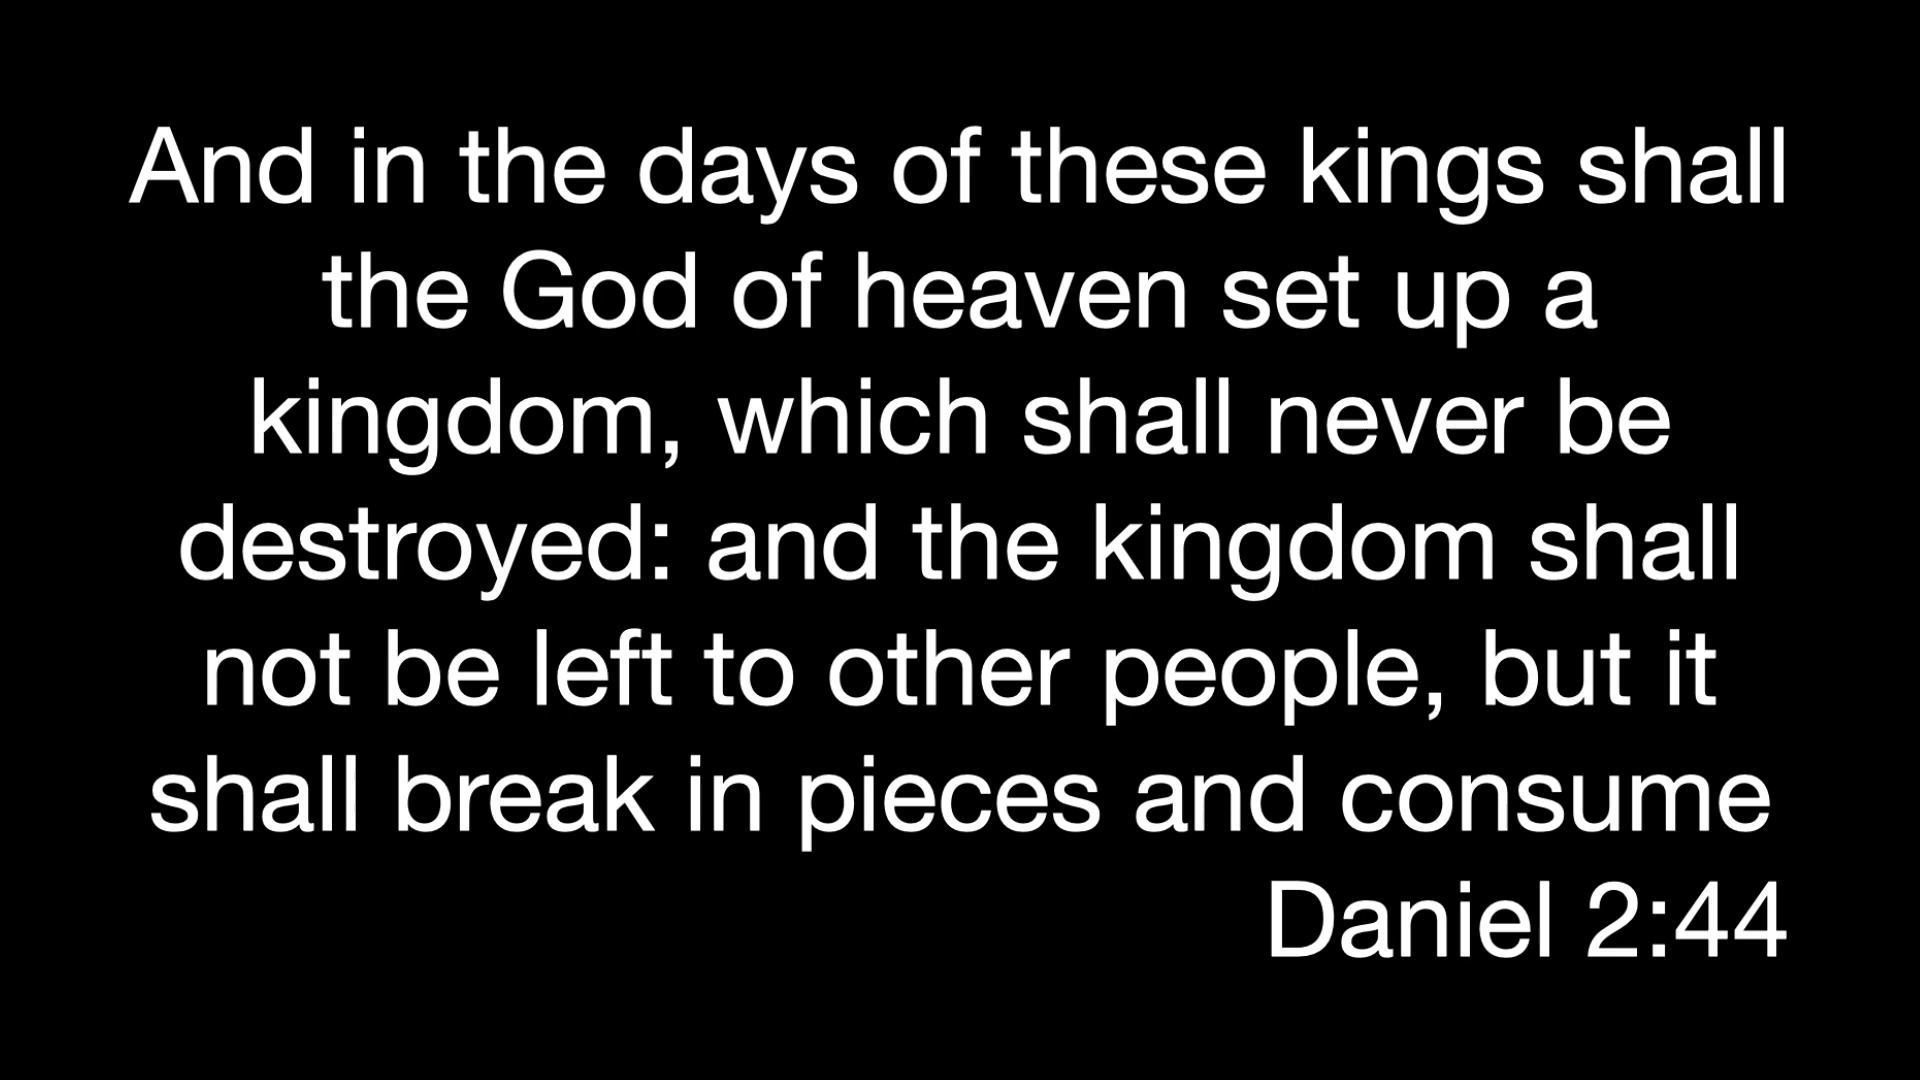 And in the days of these kings shall
the God of heaven set up a
kingdom, which shall never be
destroyed: and the kingdom shall
not be left to other people, but it
shall break in pieces and consume
Daniel 2:44